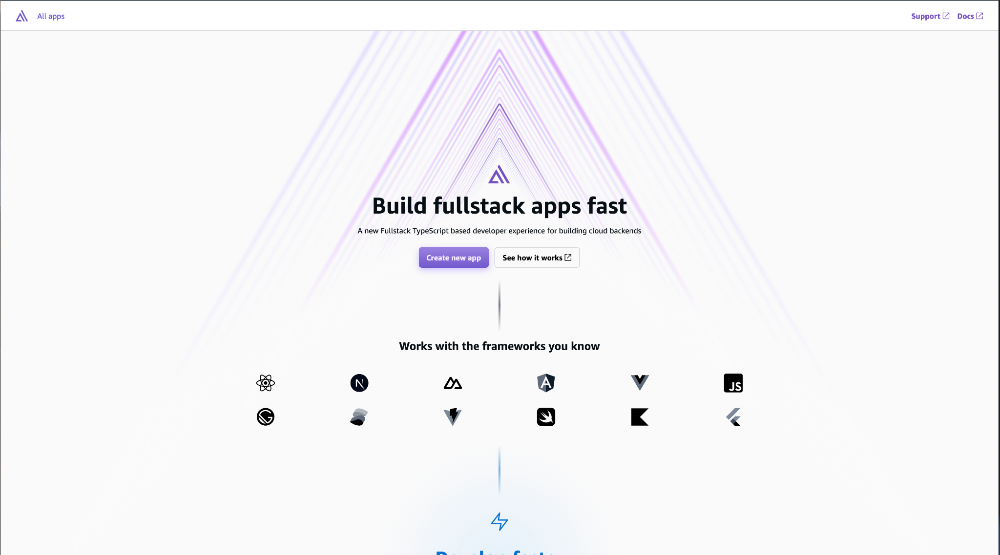 All apps
Support
Docs
Build fullstack apps fast
A new Fullstack TypeScript based developer experience for building cloud backends
Create new app
See how it works
Works with the frameworks you know
N
A
JS
G